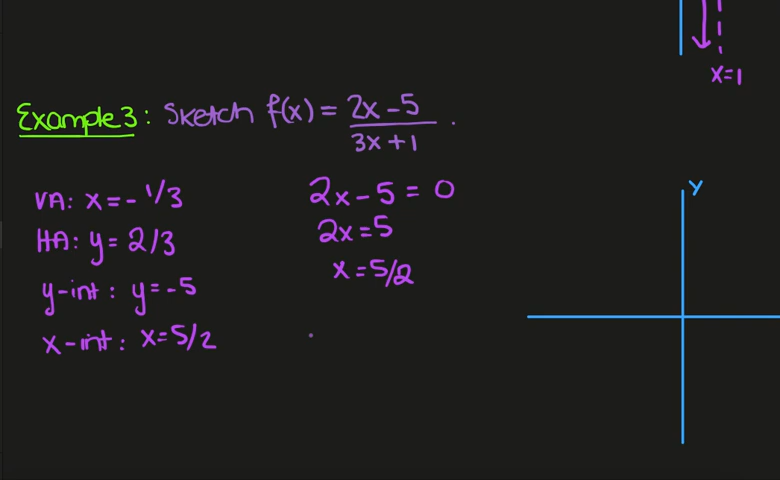 x=1
Example 3: Sketch f(x) = 2x-5 / 3x+1 .
VA: x = -1/3
HA: y = 2/3
y-int: y=-5
x-int: x=5/2
2x-5 = 0
2x=5
x=5/2
y